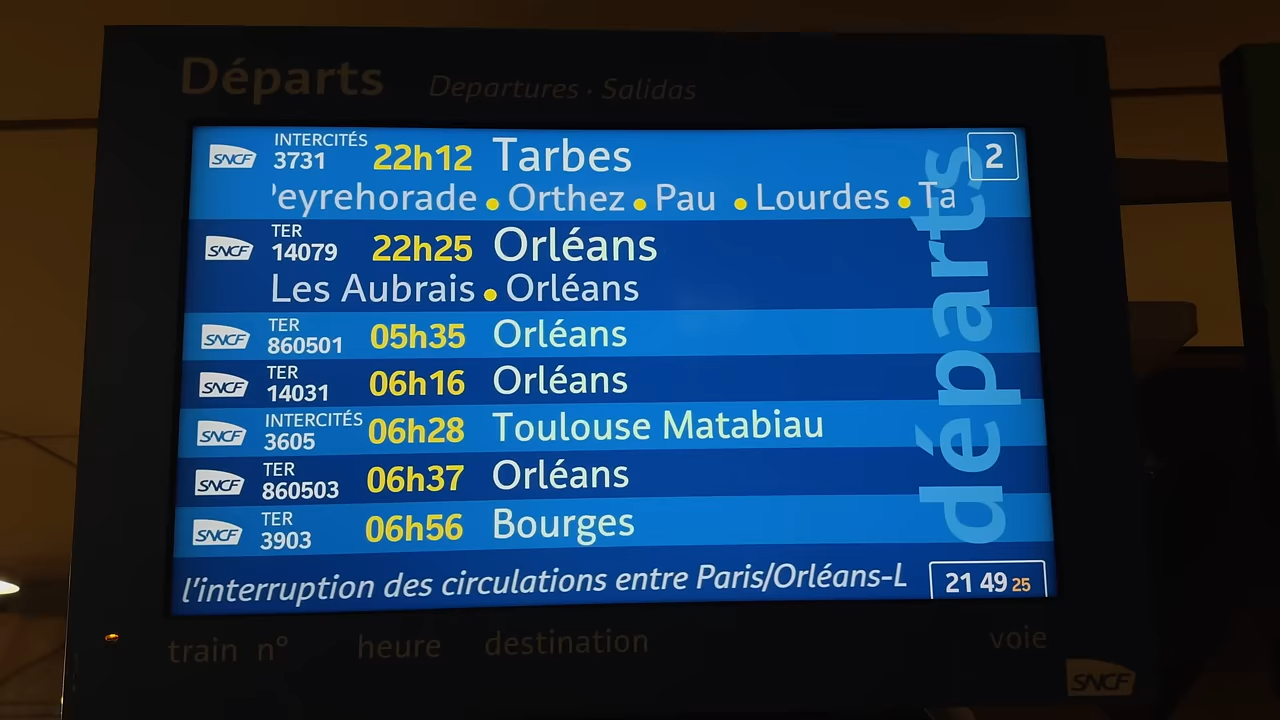 Départs Departures · Salidas
SNCF INTERCITÉS 3731 22h12 Tarbes 2
'eyrehorade • Orthez • Pau • Lourdes • Ta
SNCF TER 14079 22h25 Orléans
Les Aubrais • Orléans
SNCF TER 860501 05h35 Orléans
SNCF TER 14031 06h16 Orléans
SNCF INTERCITÉS 3605 06h28 Toulouse Matabiau
SNCF TER 860503 06h37 Orléans
SNCF TER 3903 06h56 Bourges
départs
l'interruption des circulations entre Paris/Orléans-L 21 49 25
train n° heure destination voie
SNCF